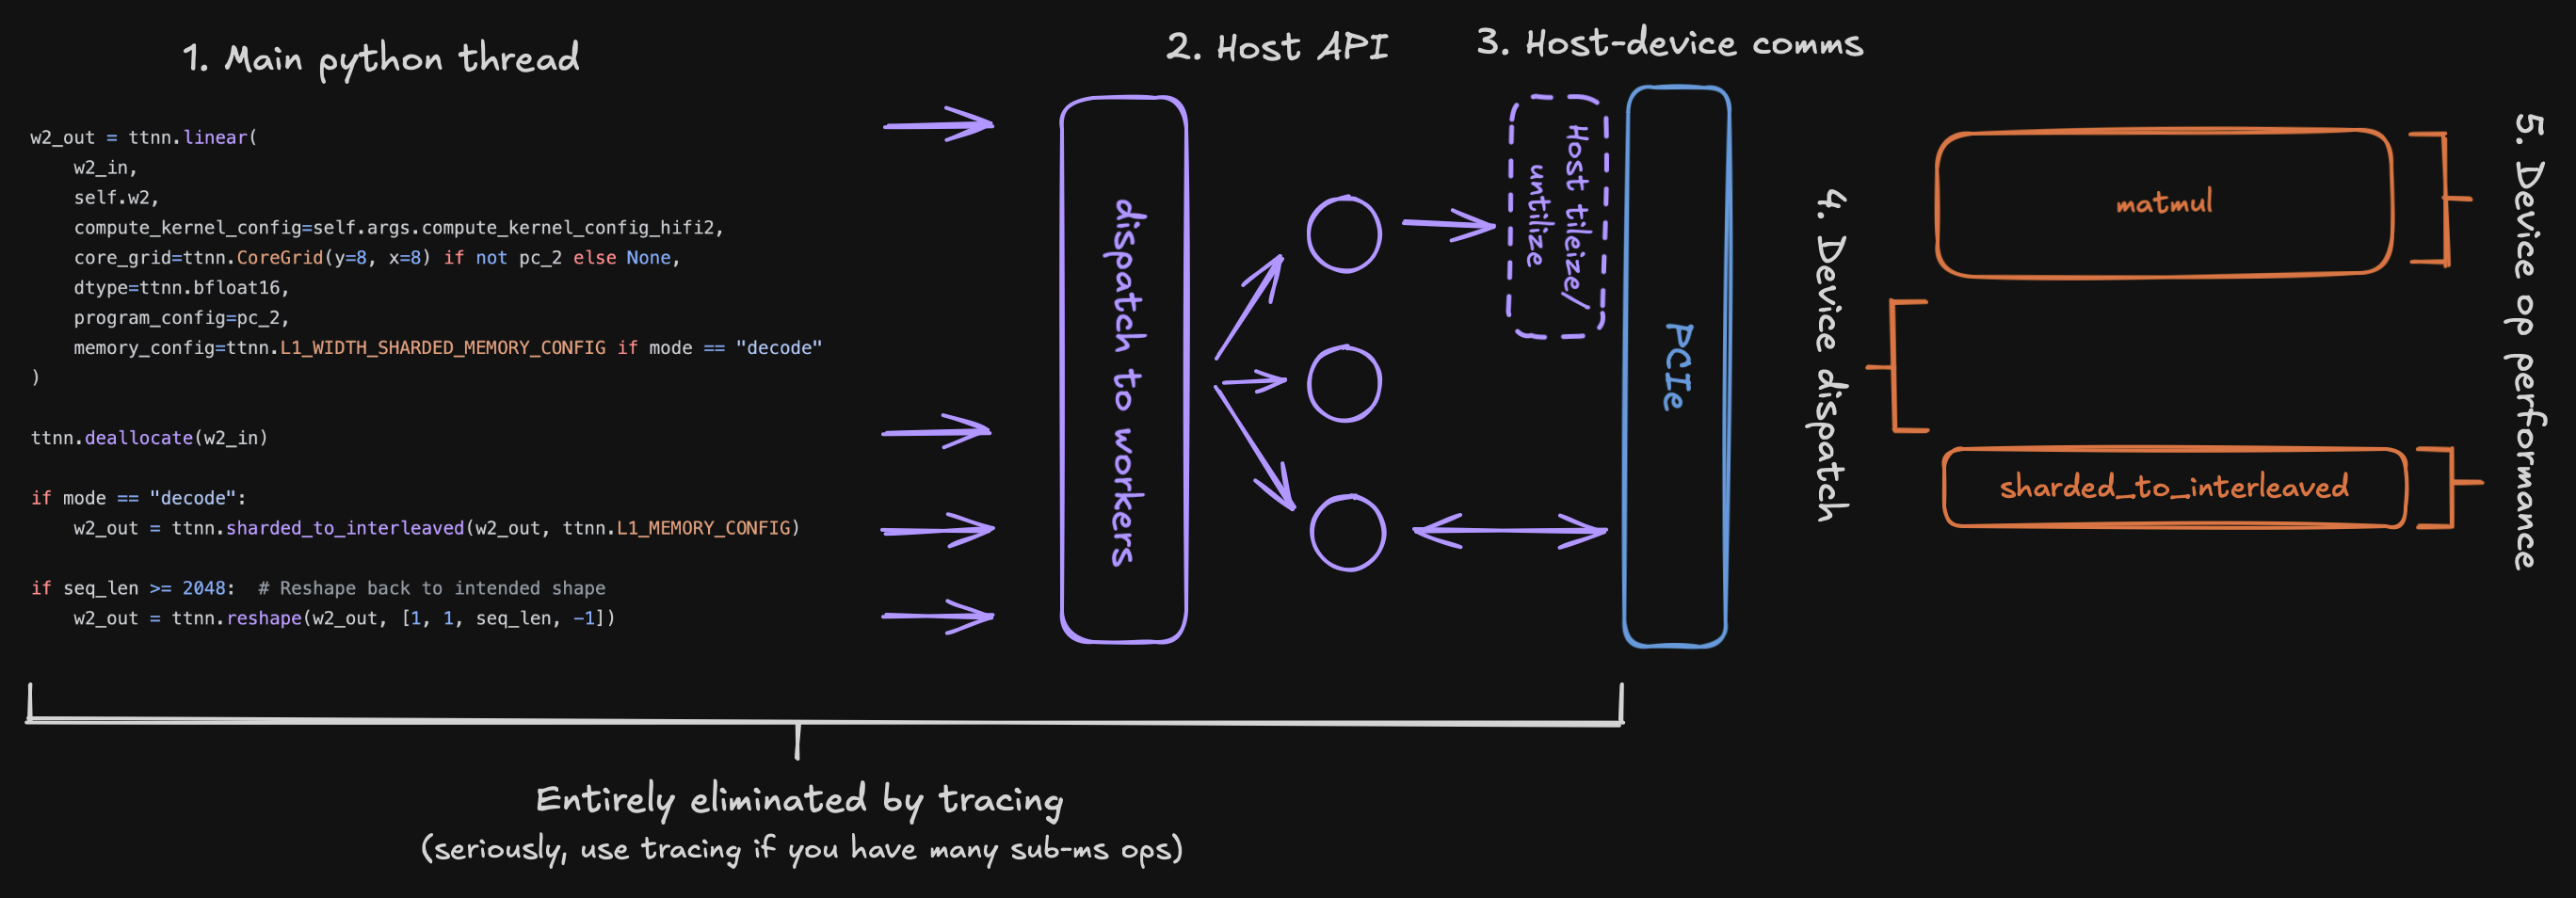 1. Main python thread
w2_out = ttnn.linear(
    w2_in,
    self.w2,
    compute_kernel_config=self.args.compute_kernel_config_hifi2,
    core_grid=ttnn.CoreGrid(y=8, x=8) if not pc_2 else None,
    dtype=ttnn.bfloat16,
    program_config=pc_2,
    memory_config=ttnn.L1_WIDTH_SHARDED_MEMORY_CONFIG if mode == "decode"
)
ttnn.deallocate(w2_in)
if mode == "decode":
    w2_out = ttnn.sharded_to_interleaved(w2_out, ttnn.L1_MEMORY_CONFIG)
if seq_len >= 2048:  # Reshape back to intended shape
    w2_out = ttnn.reshape(w2_out, [1, 1, seq_len, -1])
2. Host API
dispatch to workers
3. Host-device comms
Host tileize/
untilize
PCIe
4. Device dispatch
matmul
sharded_to_interleaved
5. Device op performance
Entirely eliminated by tracing
(seriously, use tracing if you have many sub-ms ops)